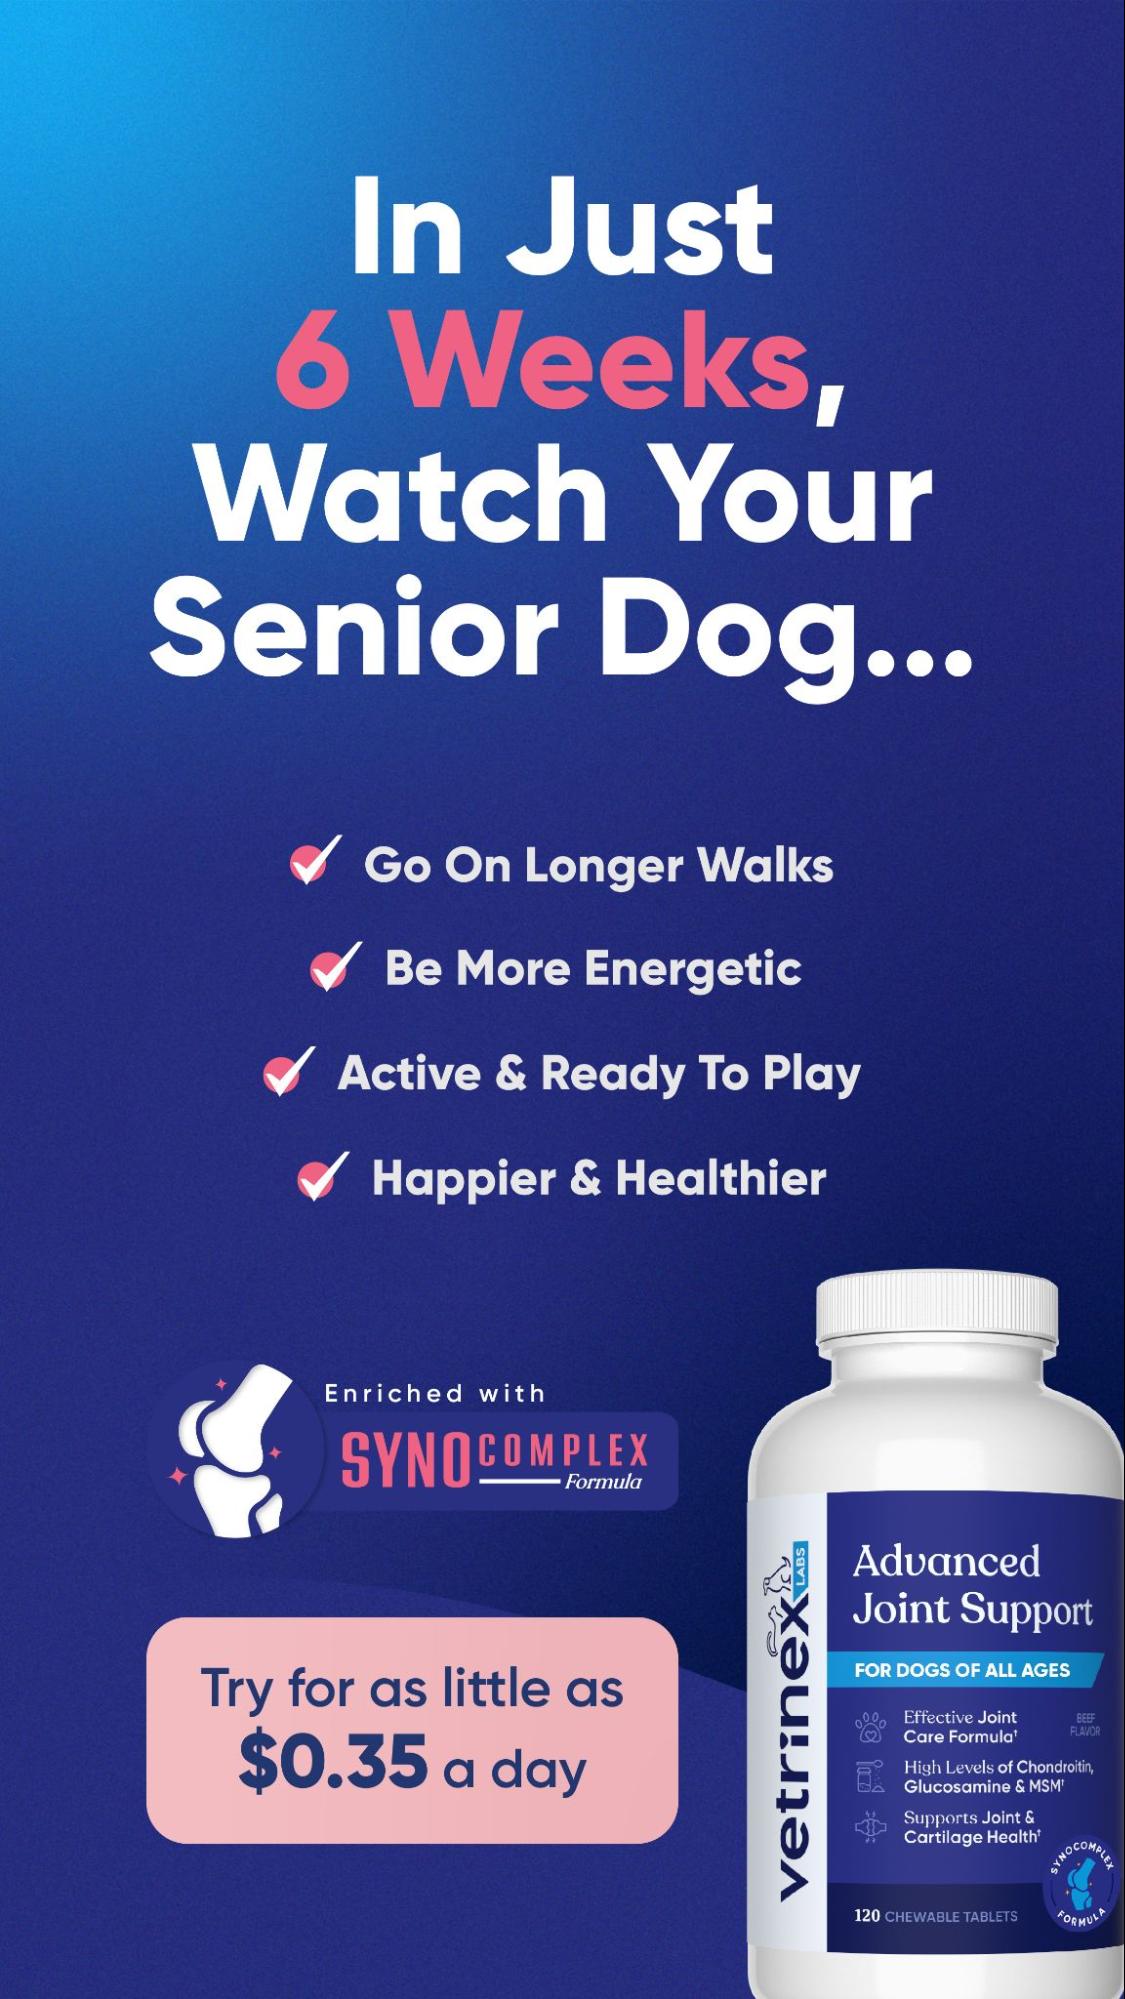 In Just
6 Weeks,
Watch Your
Senior Dog...
Go On Longer Walks
Be More Energetic
Active & Ready To Play
Happier & Healthier
Enriched with
SYNOCOMPLEX
Formula
Try for as little as
$0.35 a day
vetrinex LABS
Advanced
Joint Support
FOR DOGS OF ALL AGES
Effective Joint
Care Formula†
BEEF
FLAVOR
High Levels of Chondroitin,
Glucosamine & MSM†
Supports Joint &
Cartilage Health†
SYNOCOMPLEX
FORMULA
120 CHEWABLE TABLETS